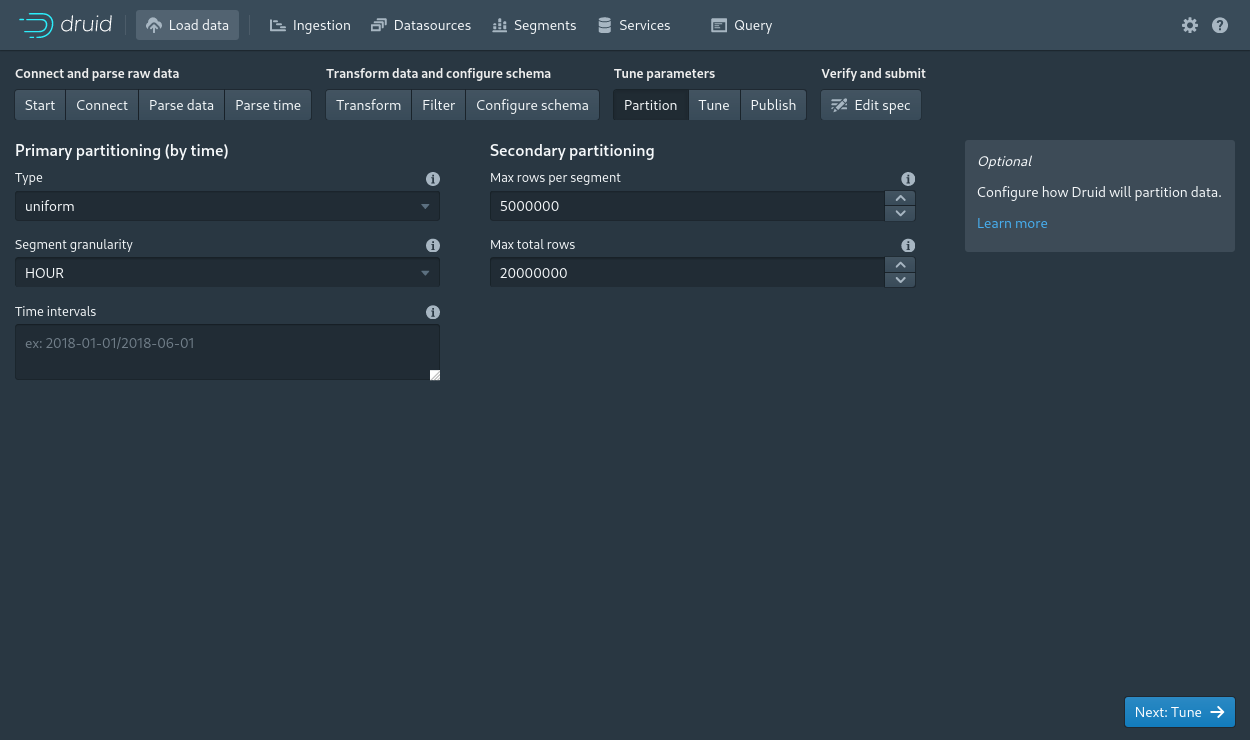 druid
Load data
Ingestion
Datasources
Segments
Services
Query
Connect and parse raw data
Start
Connect
Parse data
Parse time
Transform data and configure schema
Transform
Filter
Configure schema
Tune parameters
Partition
Tune
Publish
Verify and submit
Edit spec
Primary partitioning (by time)
Type
uniform
Segment granularity
HOUR
Time intervals
ex: 2018-01-01/2018-06-01
Secondary partitioning
Max rows per segment
5000000
Max total rows
20000000
Optional
Configure how Druid will partition data.
Learn more
Next: Tune